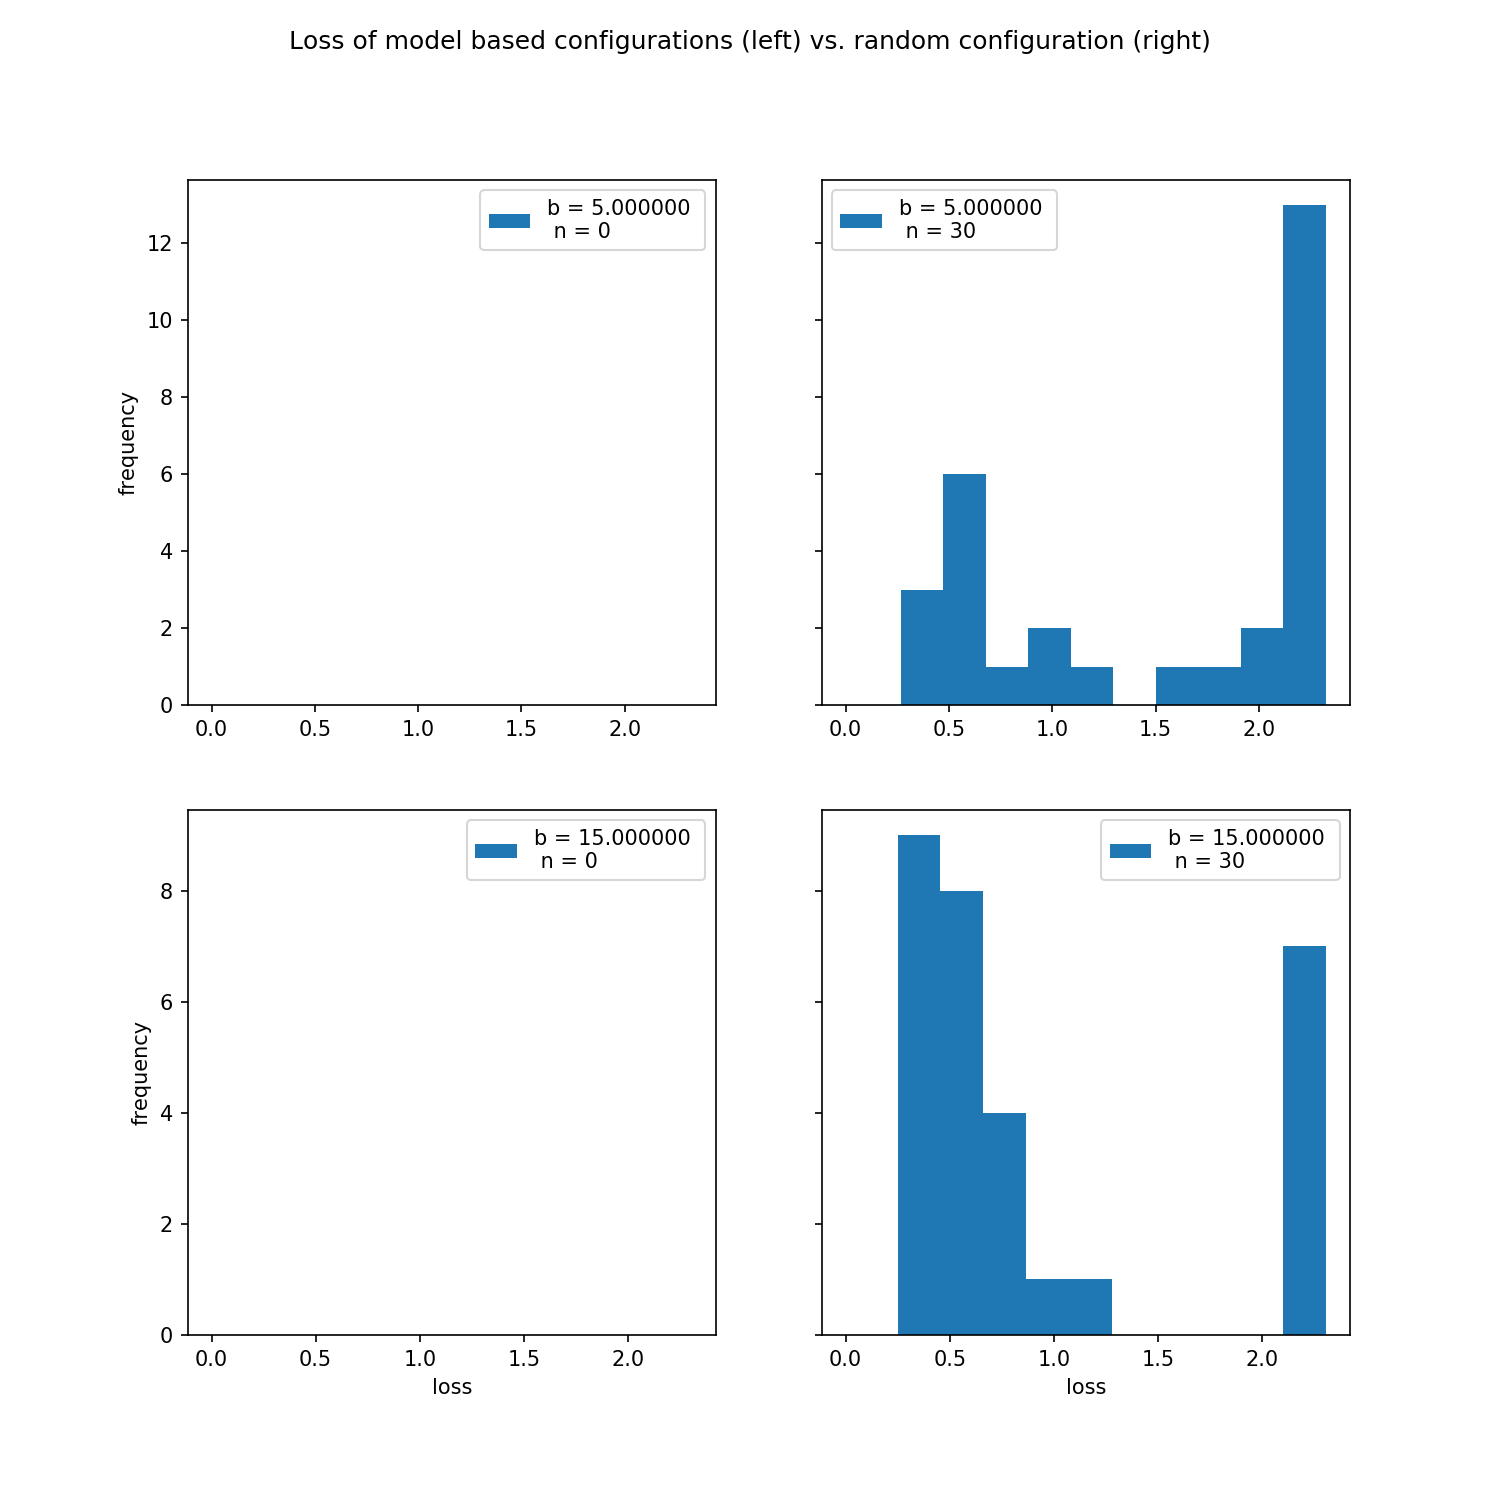 Loss of model based configurations (left) vs. random configuration (right)
b = 5.000000
n = 0
frequency
12
10
8
6
4
2
0
0.0 0.5 1.0 1.5 2.0
b = 5.000000
n = 30
0.0 0.5 1.0 1.5 2.0
b = 15.000000
n = 0
frequency
8
6
4
2
0
0.0 0.5 1.0 1.5 2.0
loss
b = 15.000000
n = 30
0.0 0.5 1.0 1.5 2.0
loss